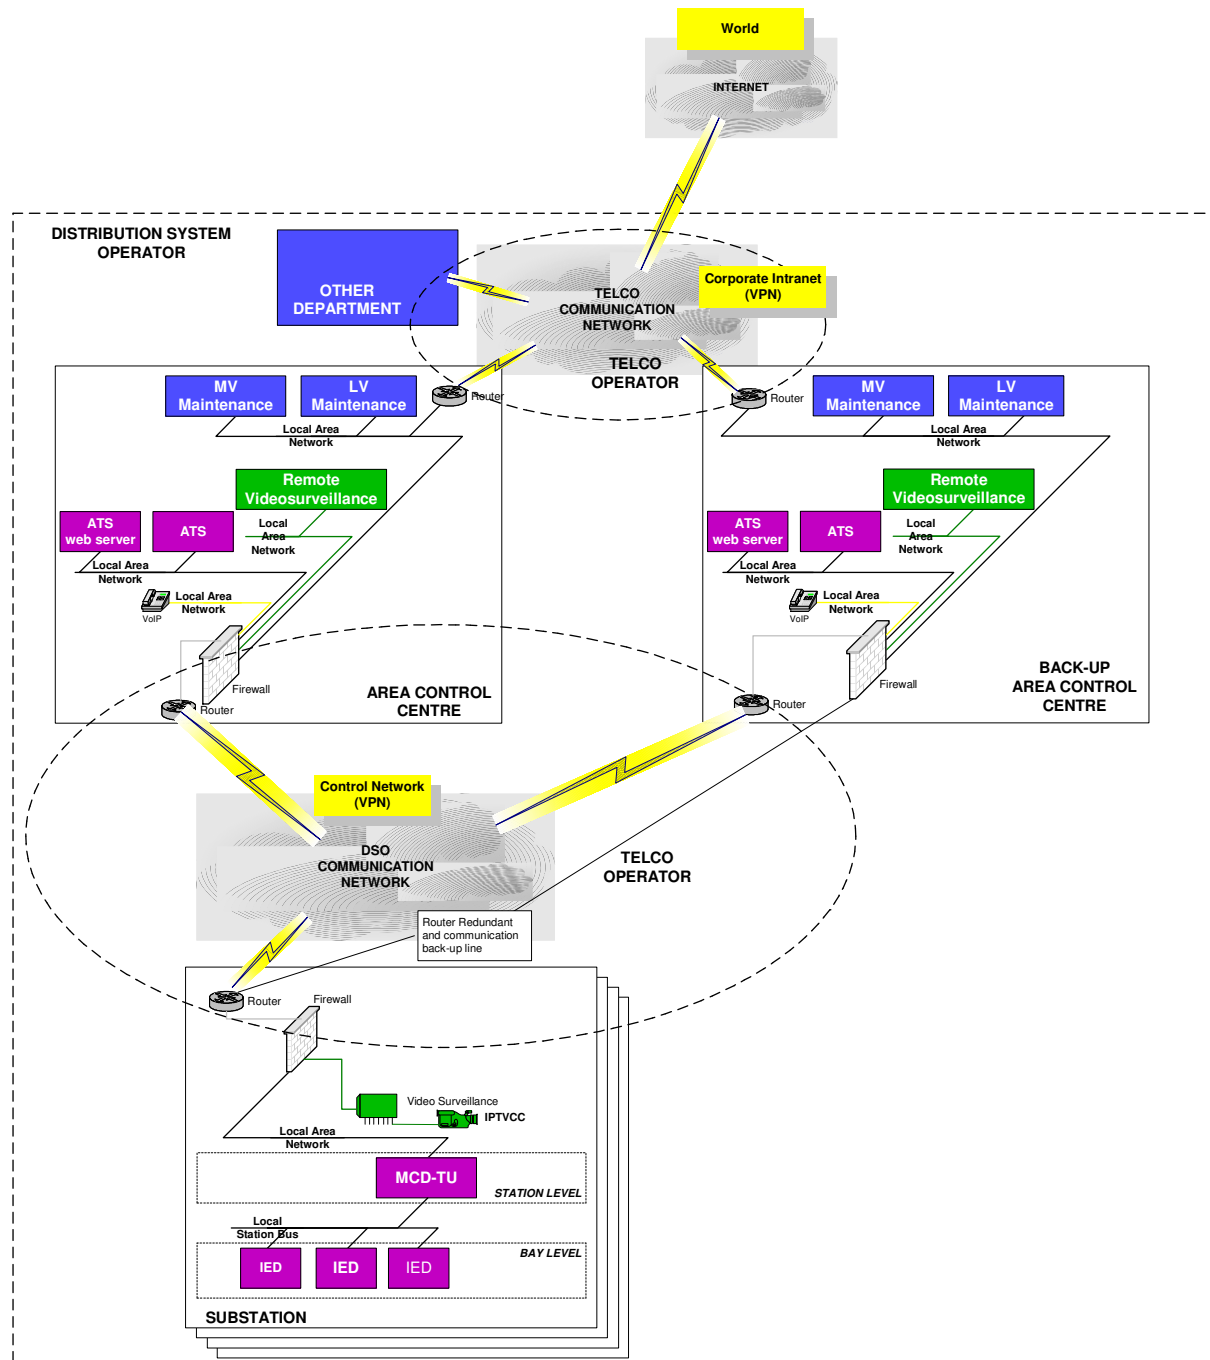 World
INTERNET
DISTRIBUTION SYSTEM
OPERATOR
OTHER
DEPARTMENT
TELCO
COMMUNICATION
NETWORK
Corporate Intranet
(VPN)
TELCO
OPERATOR
MV
Maintenance
LV
Maintenance
Router
Local Area
Network
Remote
Videosurveillance
ATS
web server
ATS
Local
Area
Network
Local Area
Network
VoIP
Local Area
Network
Firewall
Router
AREA CONTROL
CENTRE
Router
MV
Maintenance
LV
Maintenance
Local Area
Network
Remote
Videosurveillance
ATS
web server
ATS
Local
Area
Network
Local Area
Network
VoIP
Local Area
Network
Firewall
Router
BACK-UP
AREA CONTROL
CENTRE
Control Network
(VPN)
DSO
COMMUNICATION
NETWORK
TELCO
OPERATOR
Router Redundant
and communication
back-up line
Router
Firewall
Video Surveillance
IPTVCC
Local Area
Network
MCD-TU
STATION LEVEL
Local
Station Bus
BAY LEVEL
IED
IED
IED
SUBSTATION